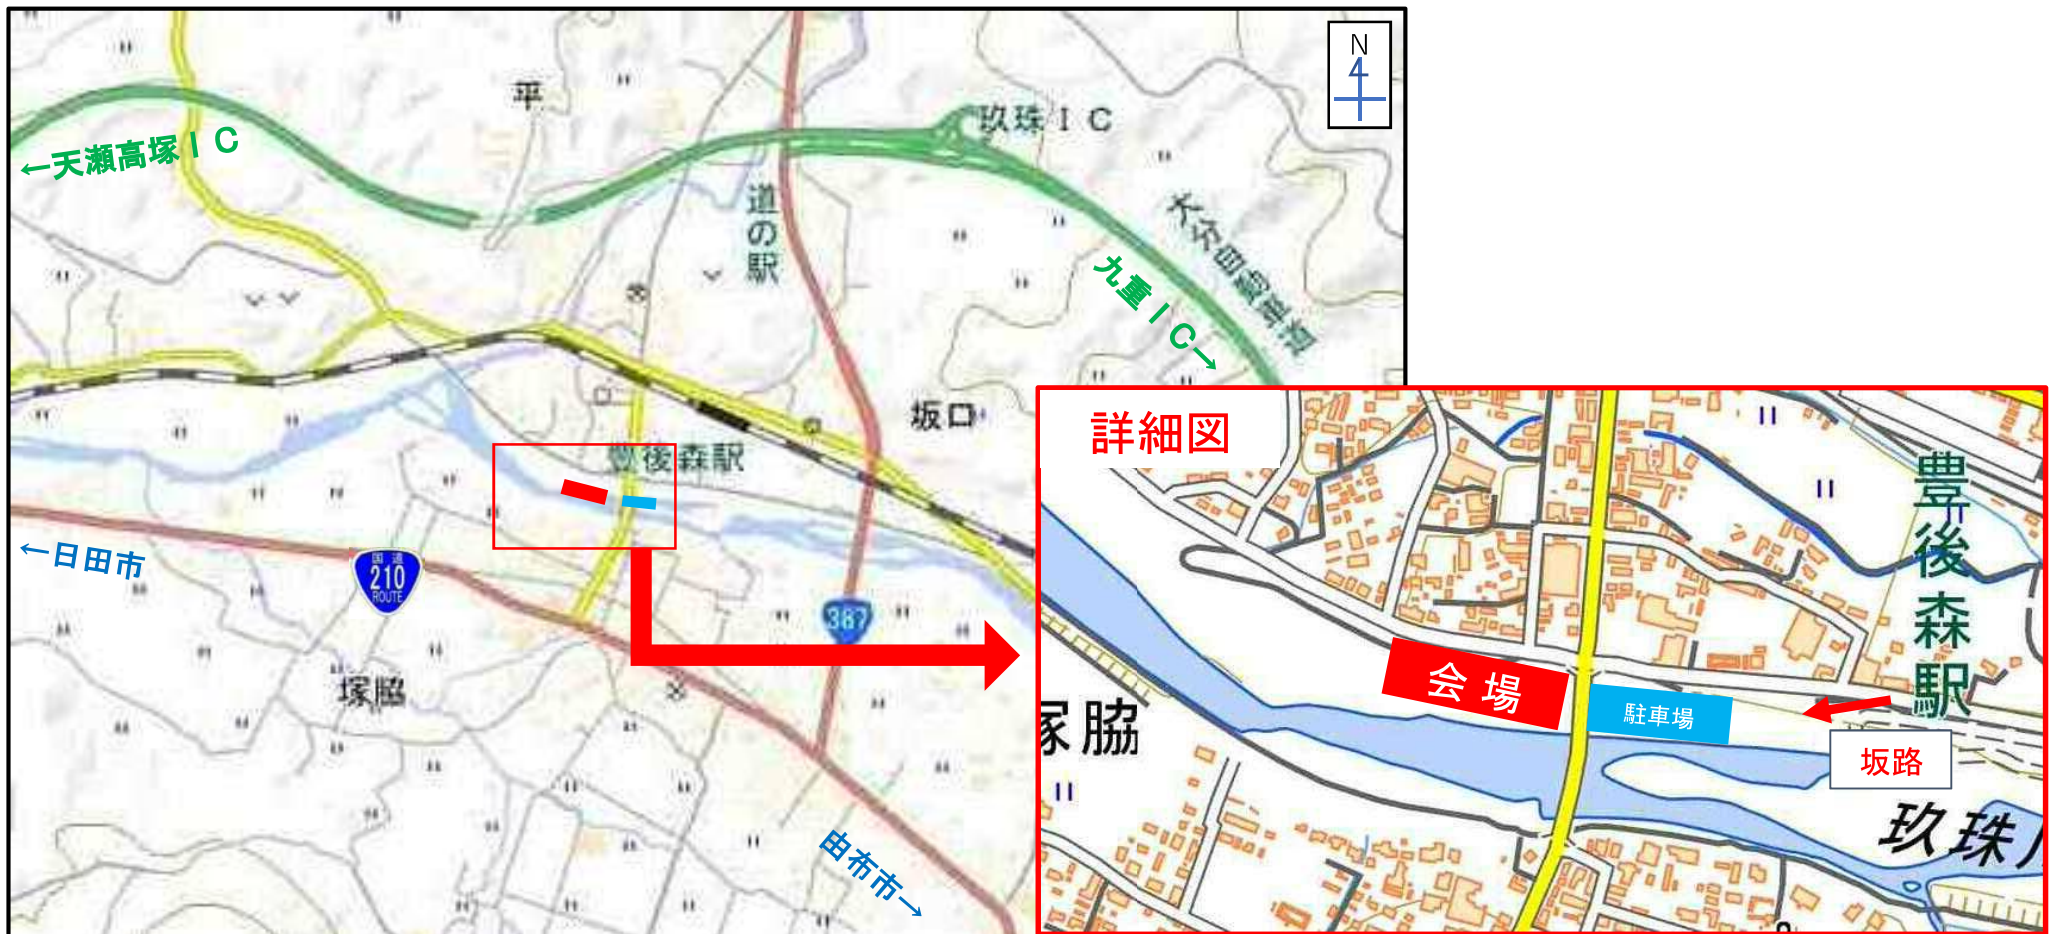 N
平
玖珠IC
←天瀬高塚IC
道の駅
大分自動車道
九重IC→
坂口
豊後森駅
←日田市
国道
210
ROUTE
387
塚脇
由布市→
詳細図
豊後森駅
会場
駐車場
坂路
塚脇
玖珠川